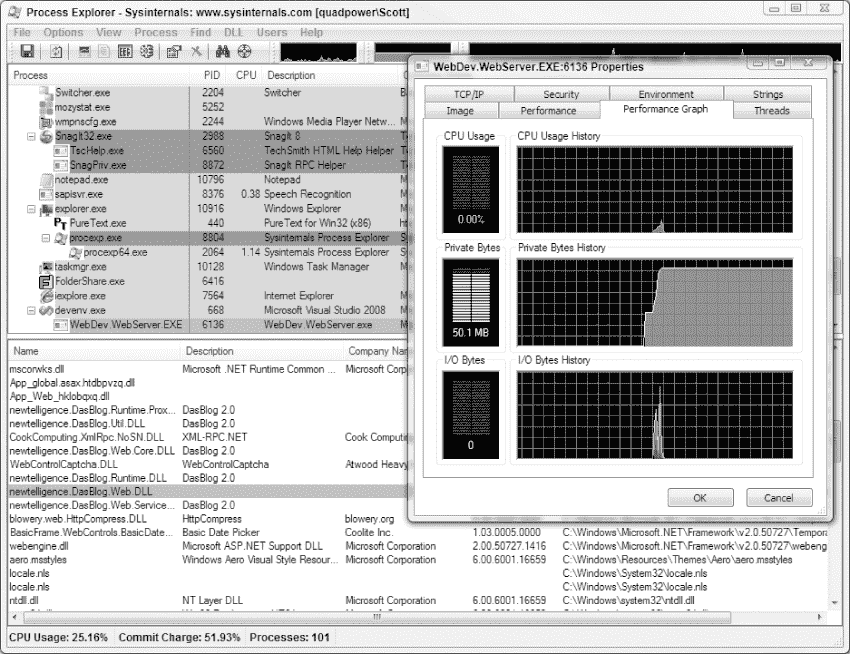 Process Explorer - Sysinternals: www.sysinternals.com [quadpower\Scott]
File Options View Process Find DLL Users Help
Process PID CPU Description
Switcher.exe 2204 Switcher
mozystat.exe 5252
wmpnscfg.exe 2244 Windows Media Player Netw...
SnagIt32.exe 2988 SnagIt 8
TscHelp.exe 6560 TechSmith HTML Help Helper
SnagPriv.exe 8872 SnagIt RPC Helper
notepad.exe 10796 Notepad
sapisvr.exe 8376 0.38 Speech Recognition
explorer.exe 10916 Windows Explorer
PureText.exe 440 PureText for Win32 (x86)
procexp.exe 8804 Sysinternals Process Explorer
procexp64.exe 2064 1.14 Sysinternals Process Explorer
taskmgr.exe 10128 Windows Task Manager
FolderShare.exe 6416
iexplore.exe 7564 Internet Explorer
devenv.exe 668 Microsoft Visual Studio 2008
WebDev.WebServer.EXE 6136 WebDev.WebServer.exe
WebDev.WebServer.EXE:6136 Properties
TCP/IP Security Environment Strings
Image Performance Performance Graph Threads
CPU Usage CPU Usage History
0.00%
Private Bytes Private Bytes History
50.1 MB
I/O Bytes I/O Bytes History
0
OK Cancel
Name Description Company Nar
mscorwks.dll Microsoft .NET Runtime Common ... Microsoft Corporation
App_global.asax.htdbpvzq.dll
App_Web_hklobqxq.dll
newtelligence.DasBlog.Runtime.Prox... DasBlog 2.0
newtelligence.DasBlog.Util.DLL DasBlog 2.0
CookComputing.XmlRpc.NoSN.DLL XML-RPC.NET Cook Computing
newtelligence.DasBlog.Web.Core.DLL DasBlog 2.0
WebControlCaptcha.DLL WebControlCaptcha Atwood Heavy
newtelligence.DasBlog.Runtime.DLL DasBlog 2.0
newtelligence.DasBlog.Web.DLL
newtelligence.DasBlog.Web.Service... DasBlog 2.0
blowery.web.HttpCompress.DLL HttpCompress blowery.org
BasicFrame.WebControls.BasicDate... Basic Date Picker Coolite Inc. 1.03.0005.0000 C:\Windows\Microsoft.NET\Framework\v2.0.50727\Tempora
webengine.dll Microsoft ASP.NET Support DLL Microsoft Corporation 2.00.50727.1416 C:\Windows\Microsoft.NET\Framework\v2.0.50727\webeng
aero.msstyles Windows Aero Visual Style Resour... Microsoft Corporation 6.00.6001.16659 C:\Windows\Resources\Themes\Aero\aero.msstyles
locale.nls C:\Windows\System32\locale.nls
locale.nls C:\Windows\System32\locale.nls
ntdll.dll NT Layer DLL Microsoft Corporation 6.00.6001.16659 C:\Windows\system32\ntdll.dll
CPU Usage: 25.16% Commit Charge: 51.93% Processes: 101